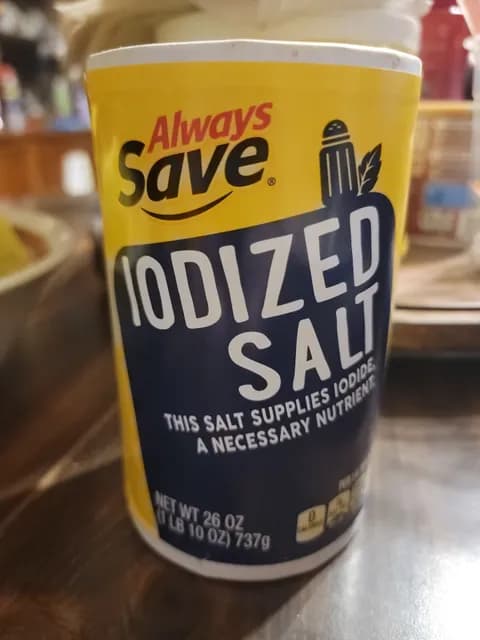 Always
Save®
IODIZED
SALT
THIS SALT SUPPLIES IODIDE,
A NECESSARY NUTRIENT.
NET WT 26 OZ
(1 LB 10 OZ) 737g
0